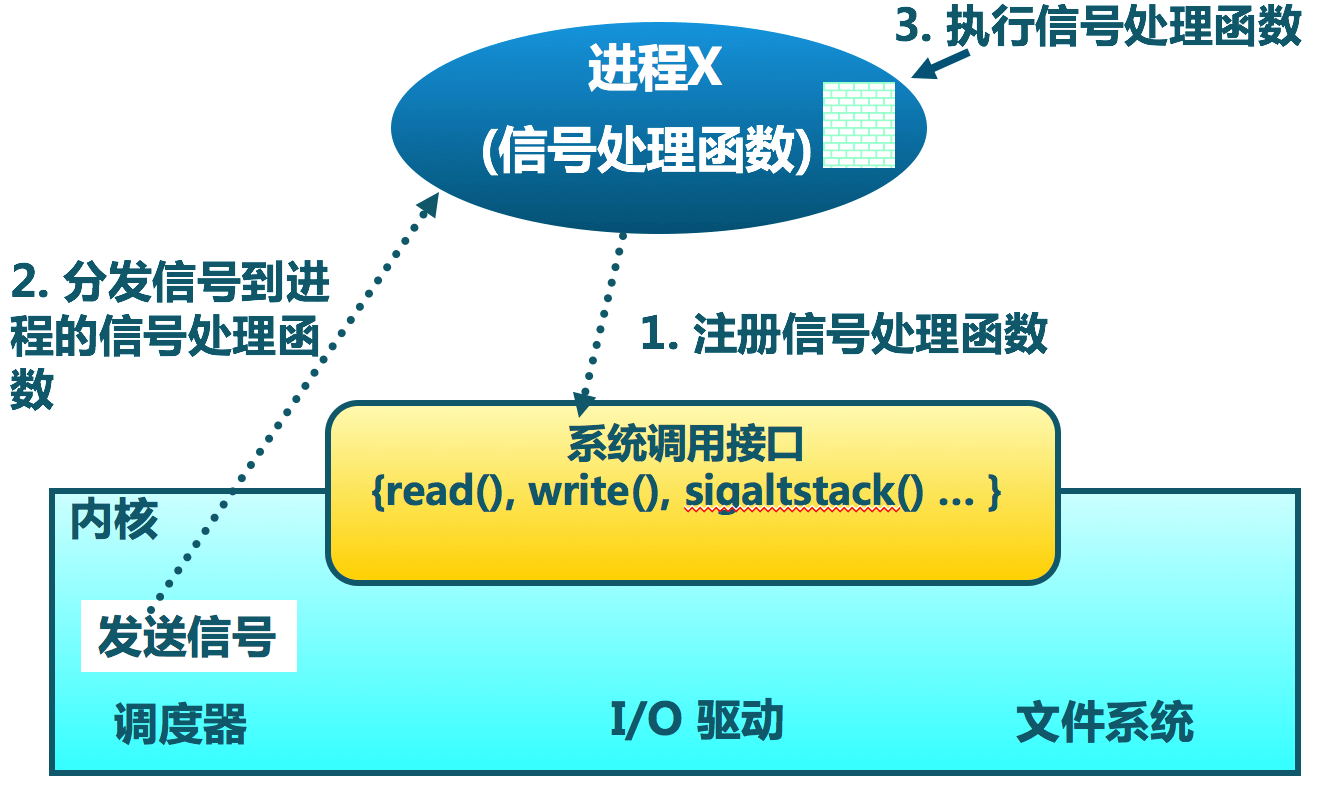 3. 执行信号处理函数
进程X
(信号处理函数)
2. 分发信号到进
程的信号处理函
数
1. 注册信号处理函数
系统调用接口
{read(), write(), sigaltstack() … }
内核
发送信号
调度器
I/O 驱动
文件系统